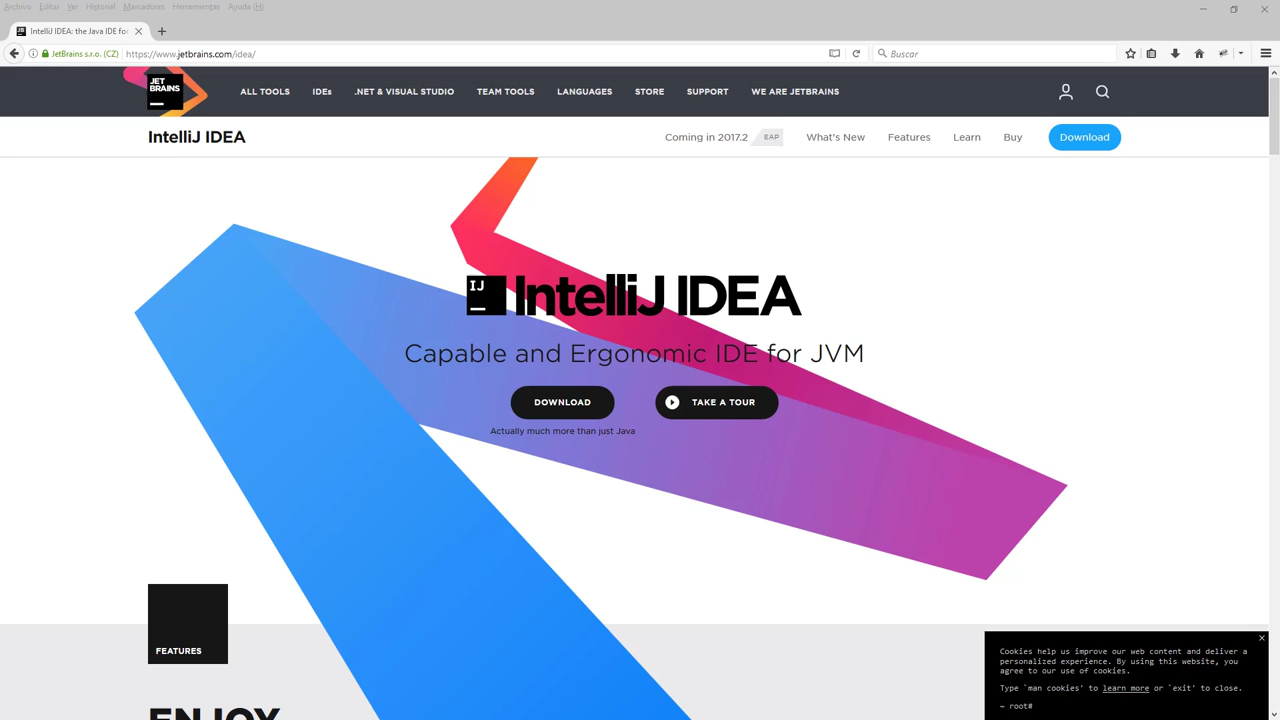 Archivo Editar Ver Historial Marcadores Herramientas Ayuda (H)
IntelliJ IDEA: the Java IDE for
JetBrains s.r.o. (CZ) https://www.jetbrains.com/idea/ Buscar
JET BRAINS
ALL TOOLS IDEs .NET & VISUAL STUDIO TEAM TOOLS LANGUAGES STORE SUPPORT WE ARE JETBRAINS
IntelliJ IDEA Coming in 2017.2 EAP What's New Features Learn Buy Download
IJ IntelliJ IDEA
Capable and Ergonomic IDE for JVM
DOWNLOAD TAKE A TOUR
Actually much more than just Java
FEATURES
ENJOY
Cookies help us improve our web content and deliver a
personalized experience. By using this website, you
agree to our use of cookies.
Type `man cookies' to learn more or `exit' to close.
~ root#